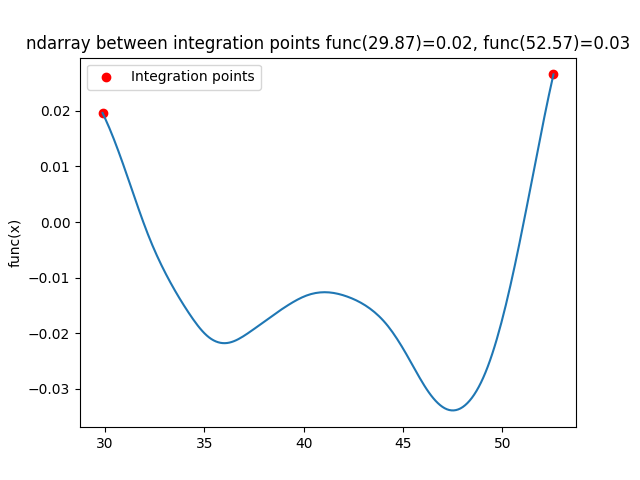 ndarray between integration points func(29.87)=0.02, func(52.57)=0.03
Integration points
func(x)
0.02
0.01
0.00
−0.01
−0.02
−0.03
30 35 40 45 50